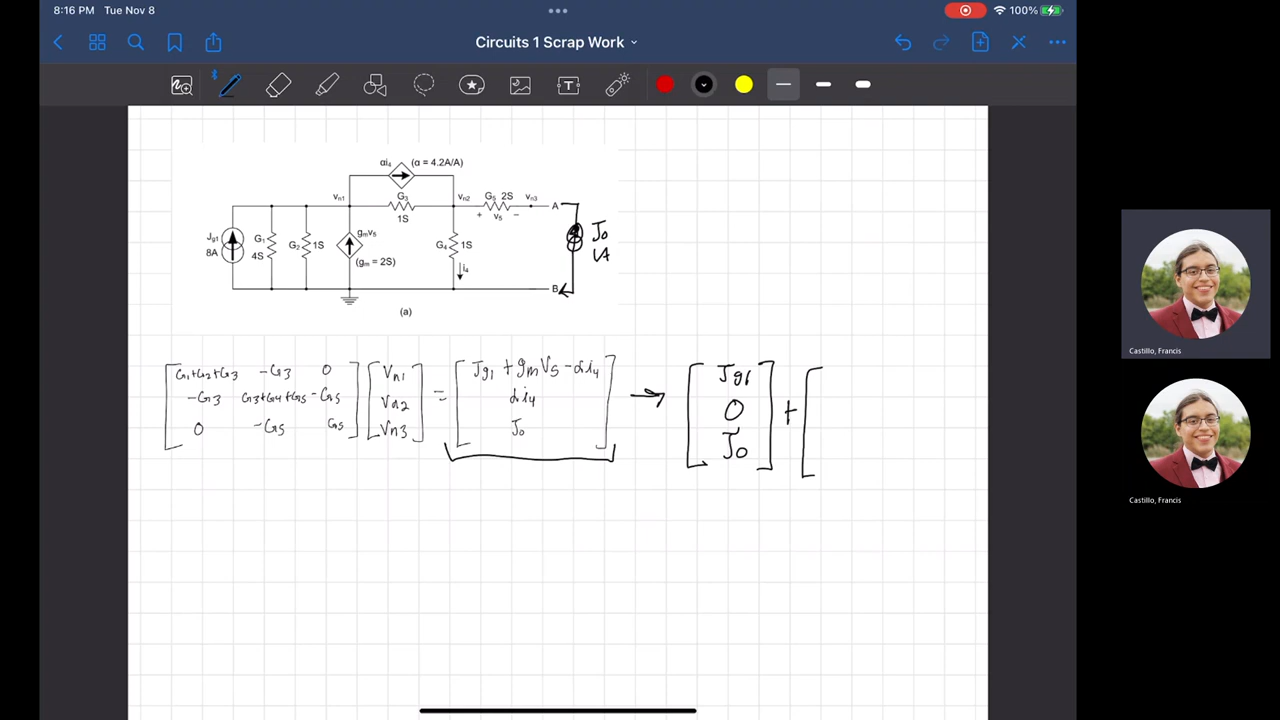 8:16 PM Tue Nov 8
100%
Circuits 1 Scrap Work
T
αi₄ (α = 4.2A/A)
vn1 G₃ vn2 G₅ 2S vn3 A
1S + v₅ −
Jg1 8A G₁ 4S G₂ 1S gmv₅ (gm = 2S) G₄ 1S i₄ J₀ 1A
B
(a)
G₁+G₂+G₃ -G₃ 0 Vn1 = Jg1 + gmV₅ - αi₄ → Jg1
-G₃ G₃+G₄+G₅ -G₅ Vn2 αi₄ 0 +
0 -G₅ G₅ Vn3 J₀ J₀
Castillo, Francis
Castillo, Francis